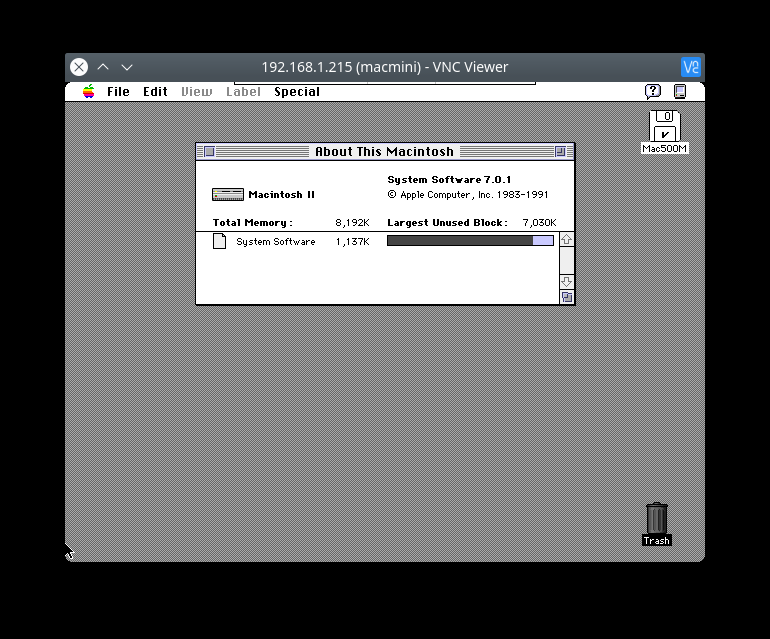 192.168.1.215 (macmini) - VNC Viewer
File Edit View Label Special
Mac500M
About This Macintosh
System Software 7.0.1
Macintosh II
© Apple Computer, Inc. 1983-1991
Total Memory: 8,192K Largest Unused Block: 7,030K
System Software 1,137K
Trash